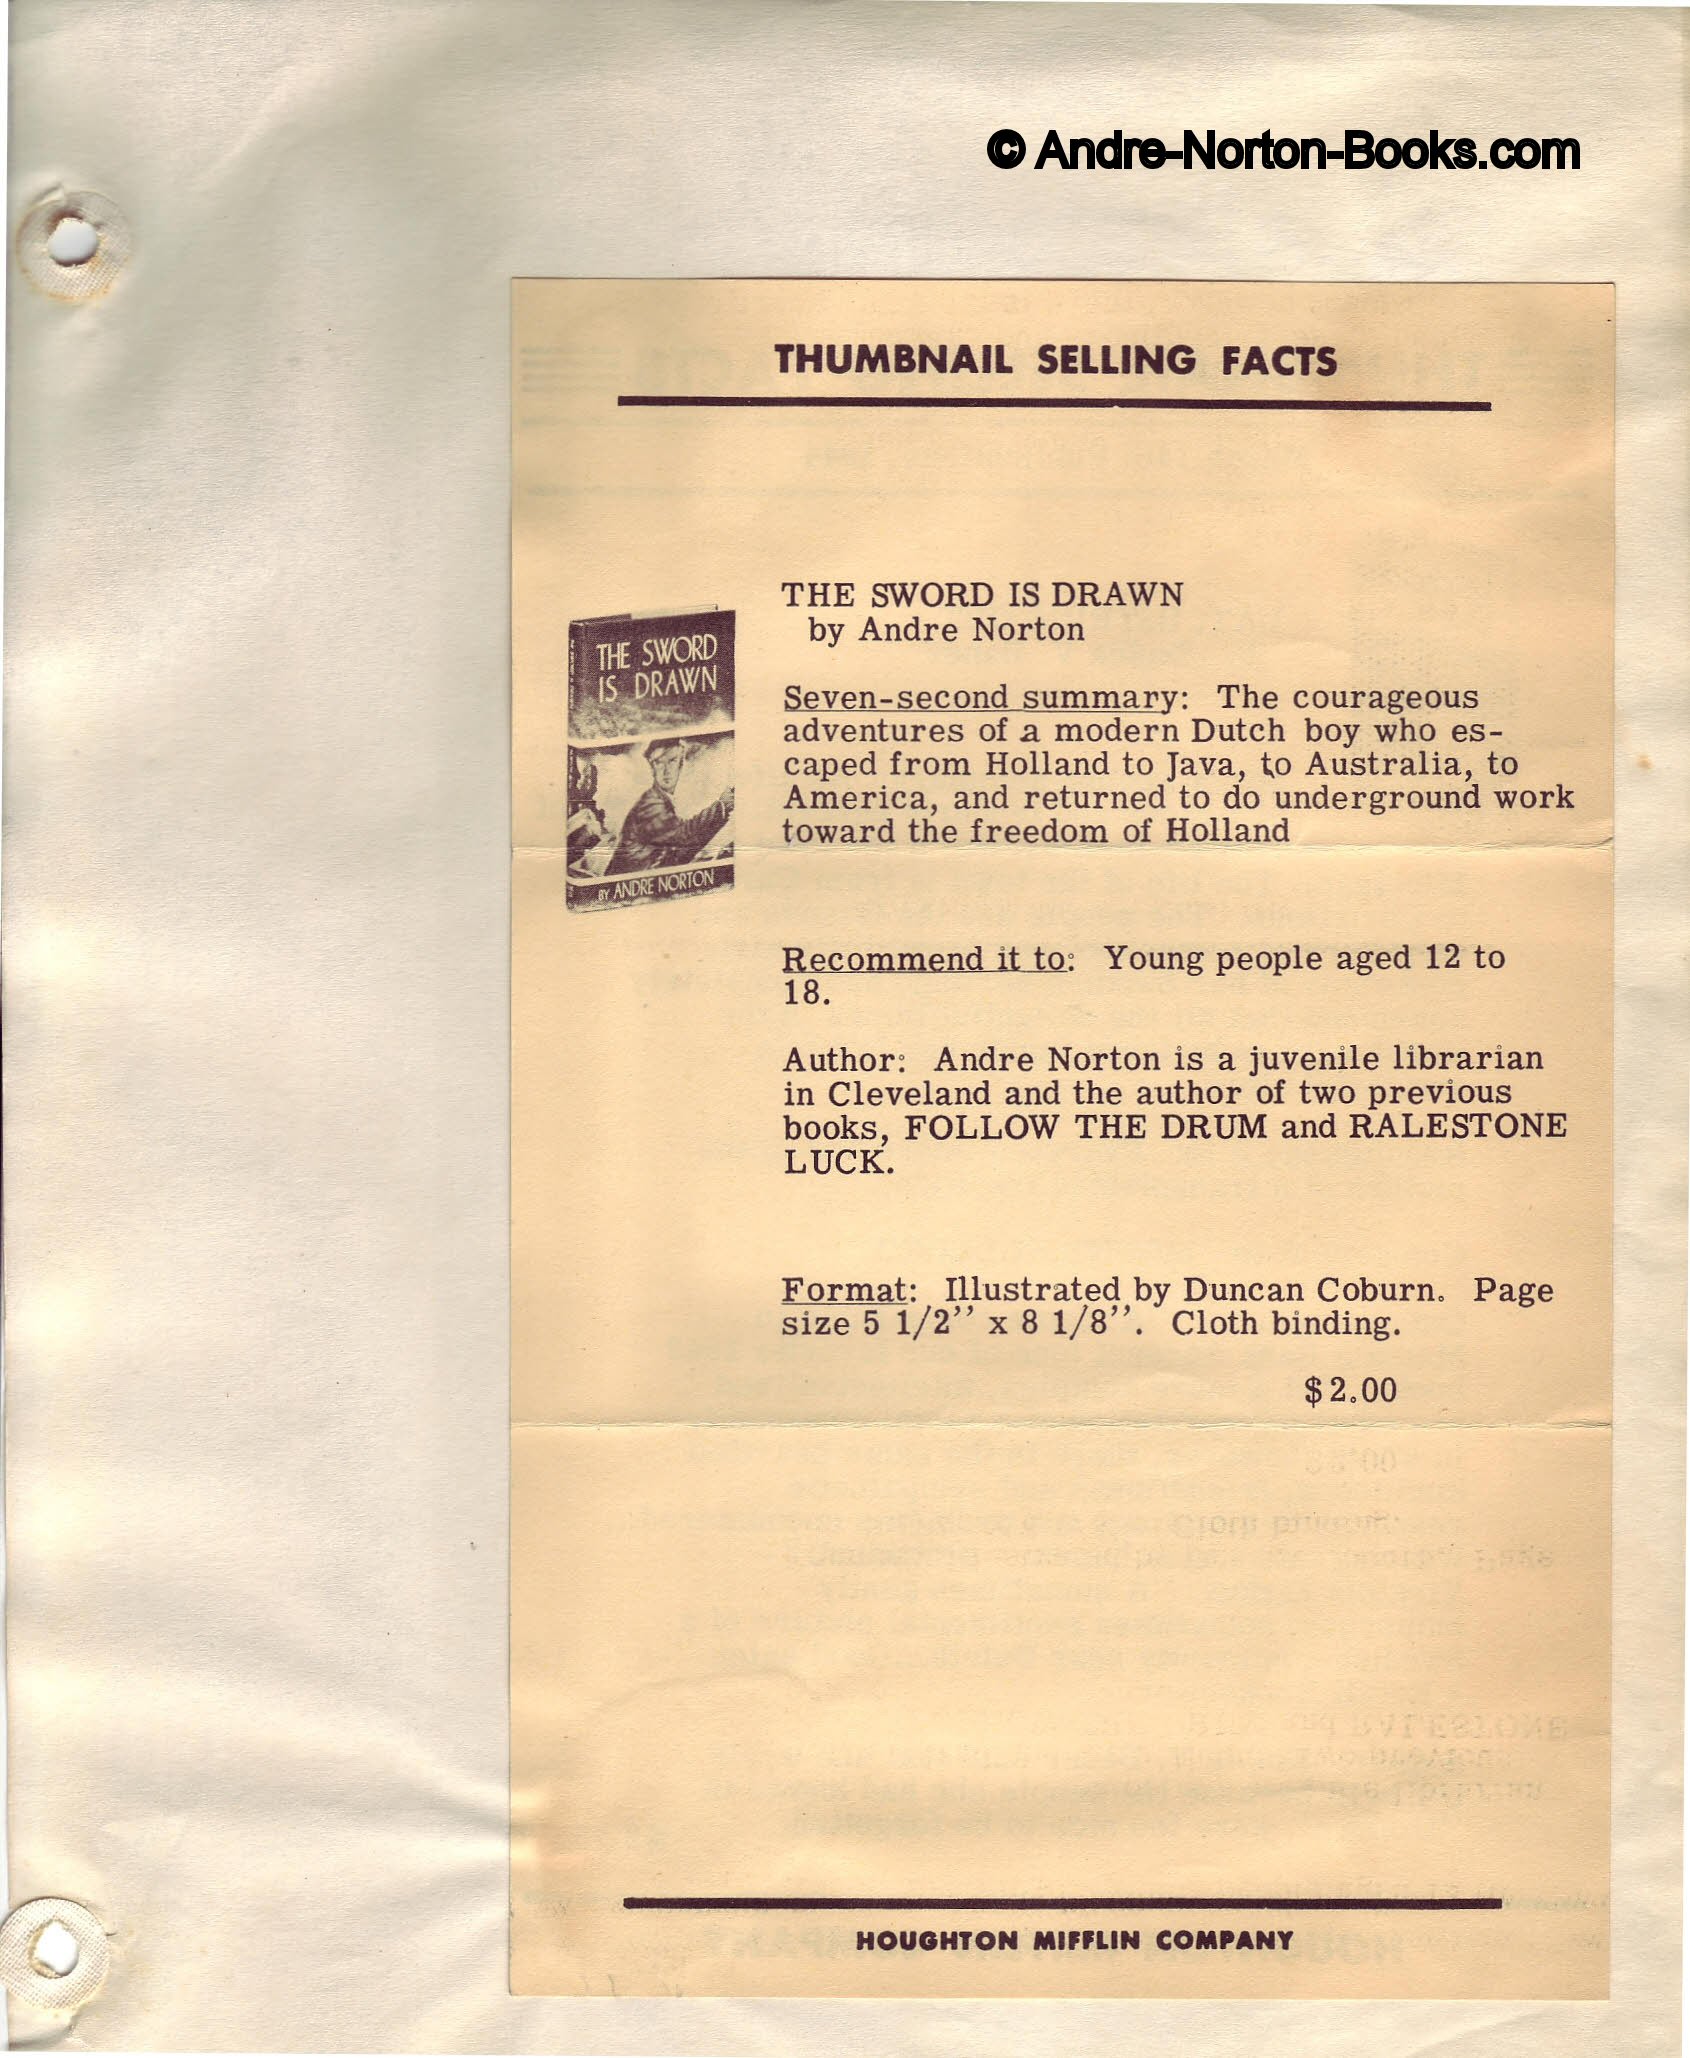 © Andre-Norton-Books.com
THUMBNAIL SELLING FACTS
THE SWORD IS DRAWN
by Andre Norton
THE SWORD
IS DRAWN
BY ANDRE NORTON
Seven-second summary: The courageous
adventures of a modern Dutch boy who es-
caped from Holland to Java, to Australia, to
America, and returned to do underground work
toward the freedom of Holland
Recommend it to: Young people aged 12 to
18.
Author: Andre Norton is a juvenile librarian
in Cleveland and the author of two previous
books, FOLLOW THE DRUM and RALESTONE
LUCK.
Format: Illustrated by Duncan Coburn. Page
size 5 1/2’’ x 8 1/8’’. Cloth binding.
$2.00
HOUGHTON MIFFLIN COMPANY